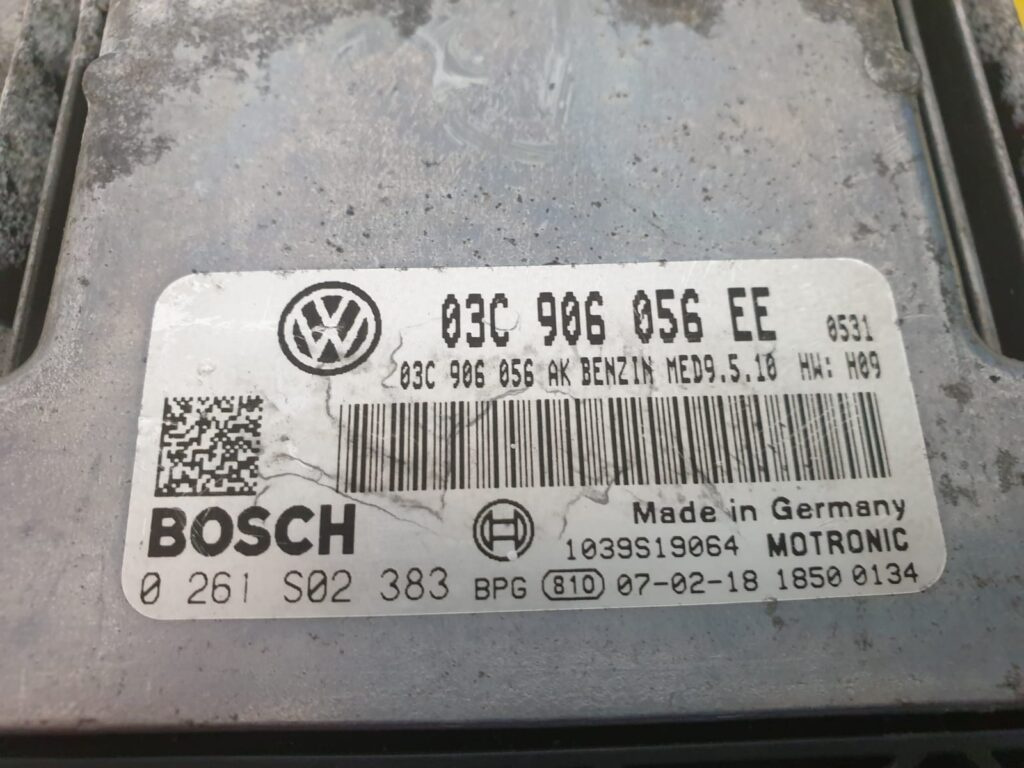 03C 906 056 EE 0531
03C 906 056 AK BENZIN MED9.5.10 HW: H09
Made in Germany
BOSCH 1039S19064 MOTRONIC
0 261 S02 383 BPG 810 07-02-18 1850 0134